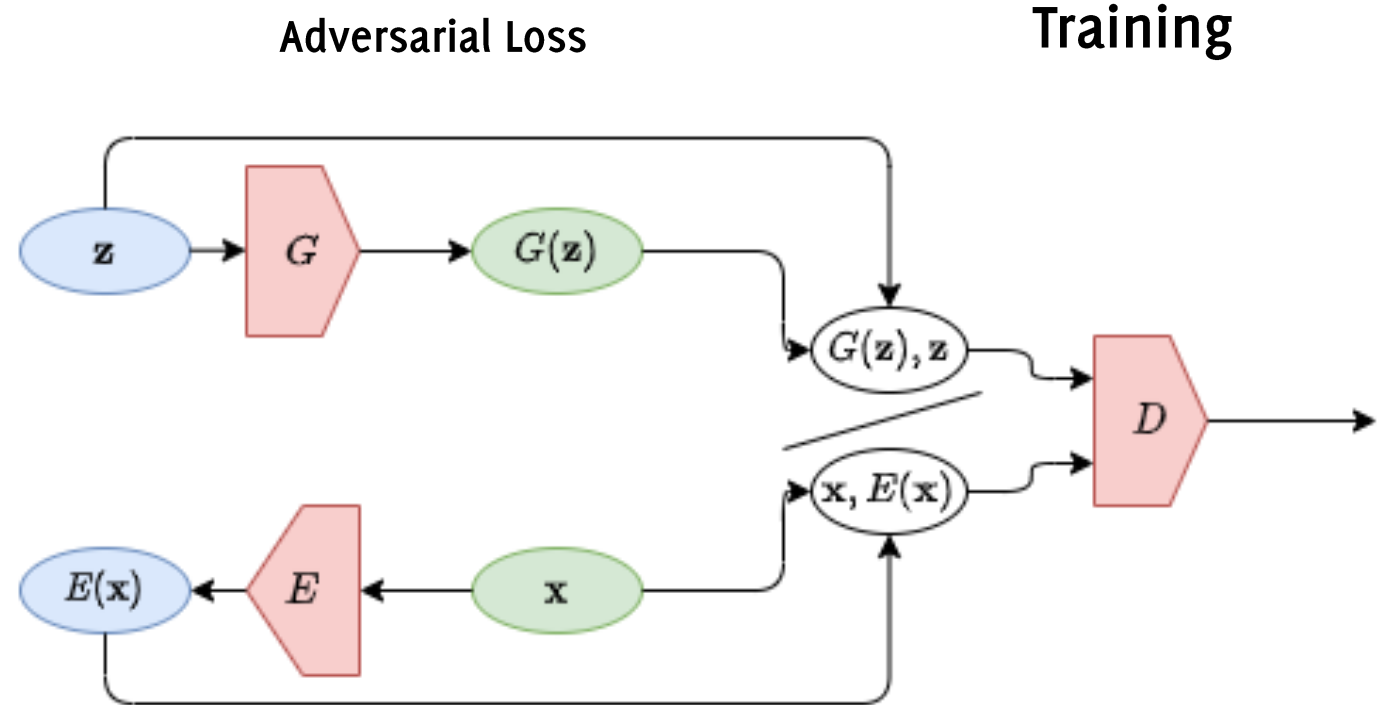 Adversarial Loss
Training
z
G
G(z)
G(z), z
D
x, E(x)
E(x)
E
x